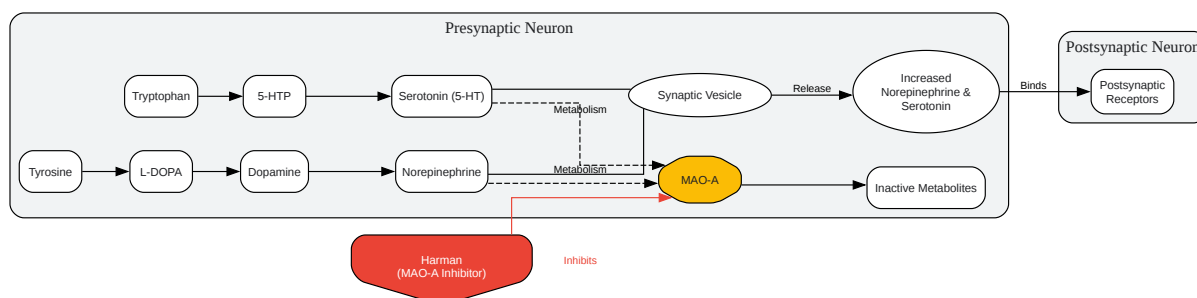 Presynaptic Neuron
Postsynaptic Neuron
Tryptophan
5-HTP
Serotonin (5-HT)
Metabolism
Synaptic Vesicle
Release
Increased
Norepinephrine &
Serotonin
Binds
Postsynaptic
Receptors
Tyrosine
L-DOPA
Dopamine
Norepinephrine
Metabolism
MAO-A
Inactive Metabolites
Harman
(MAO-A Inhibitor)
Inhibits